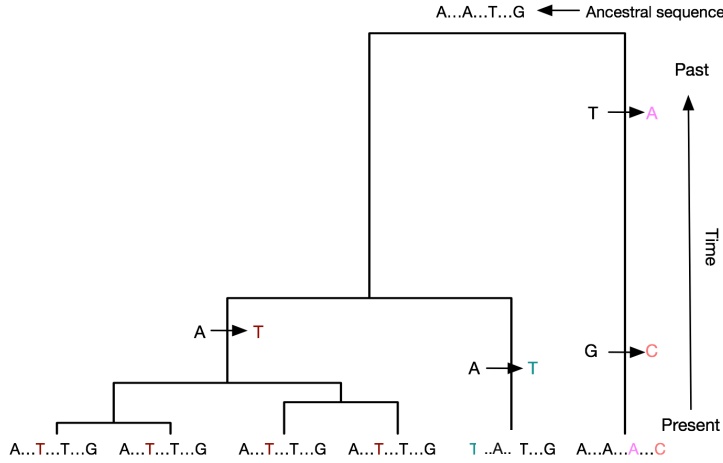 A...A...T...G
Ancestral sequence
Past
T
A
Time
A
T
G
C
A
T
Present
A...T...T...G
A...T...T...G
A...T...T...G
A...T...T...G
T ..A.. T...G
A...A...A...C